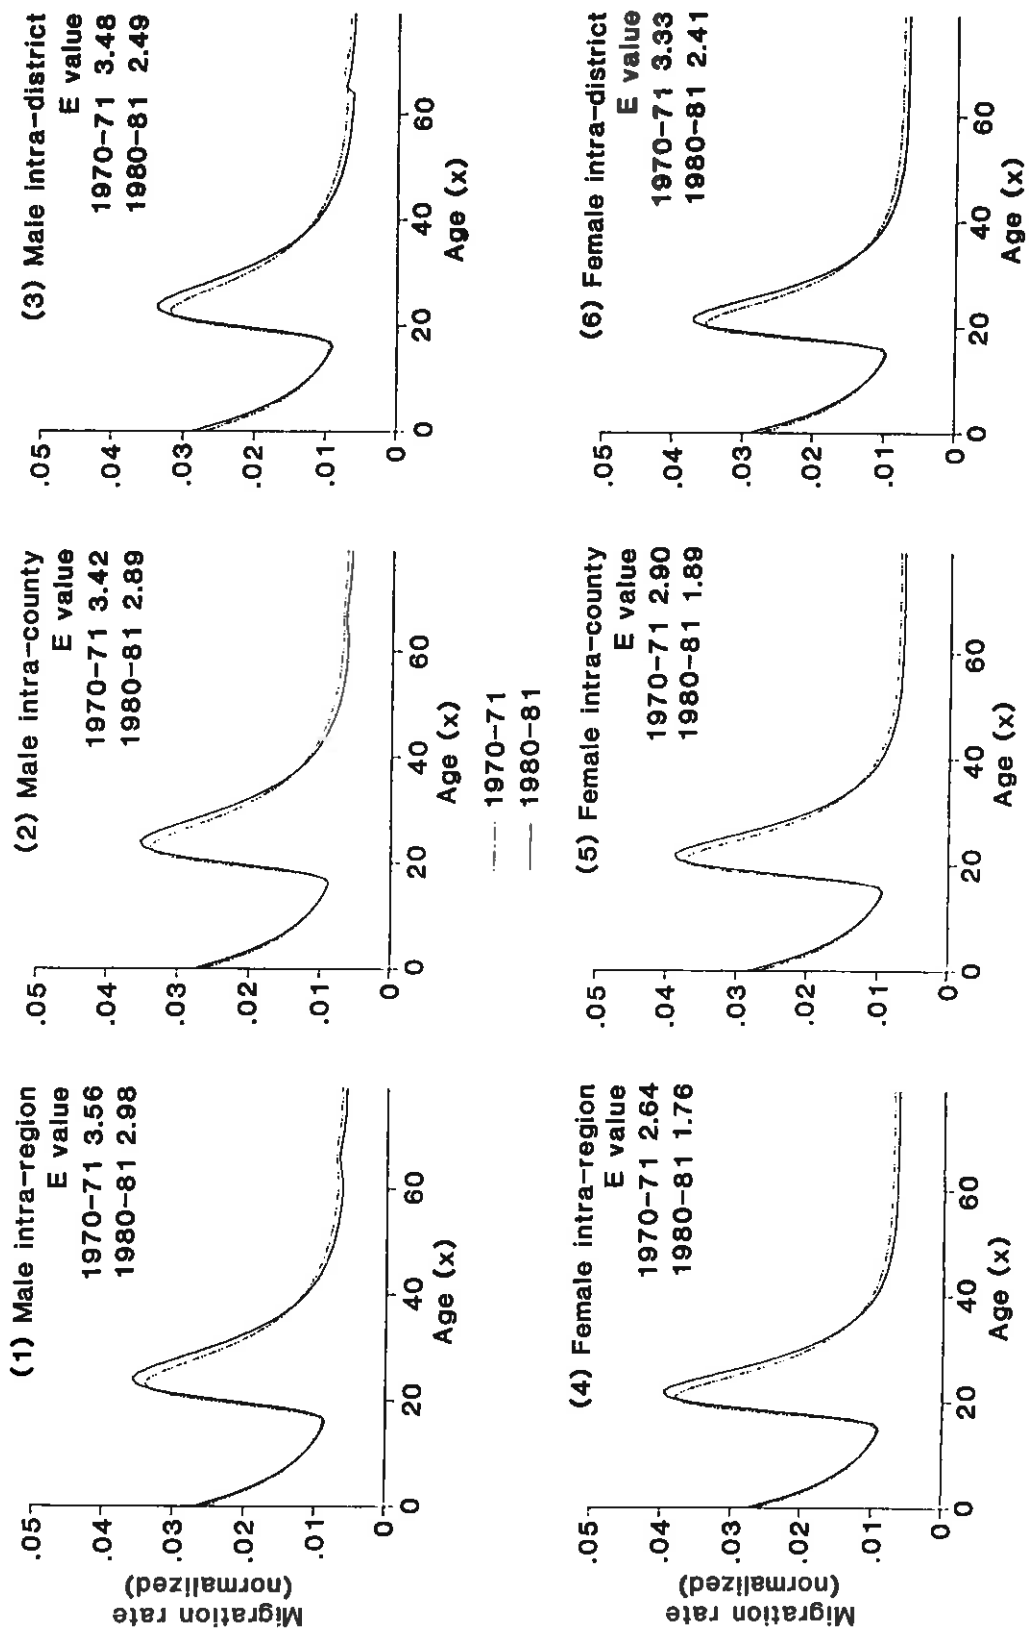 (1) Male intra-region
E value
1970-71 3.56
1980-81 2.98
.05
.04
.03
.02
.01
0
Migration rate
(normalized)
0 20 40 60
Age (x)
(2) Male intra-county
E value
1970-71 3.42
1980-81 2.89
.05
.04
.03
.02
.01
0
0 20 40 60
Age (x)
(3) Male intra-district
E value
1970-71 3.48
1980-81 2.49
.05
.04
.03
.02
.01
0
0 20 40 60
Age (x)
1970-71
1980-81
(4) Female intra-region
E value
1970-71 2.64
1980-81 1.76
.05
.04
.03
.02
.01
0
Migration rate
(normalized)
0 20 40 60
Age (x)
(5) Female intra-county
E value
1970-71 2.90
1980-81 1.89
.05
.04
.03
.02
.01
0
0 20 40 60
Age (x)
(6) Female intra-district
E value
1970-71 3.33
1980-81 2.41
.05
.04
.03
.02
.01
0
0 20 40 60
Age (x)